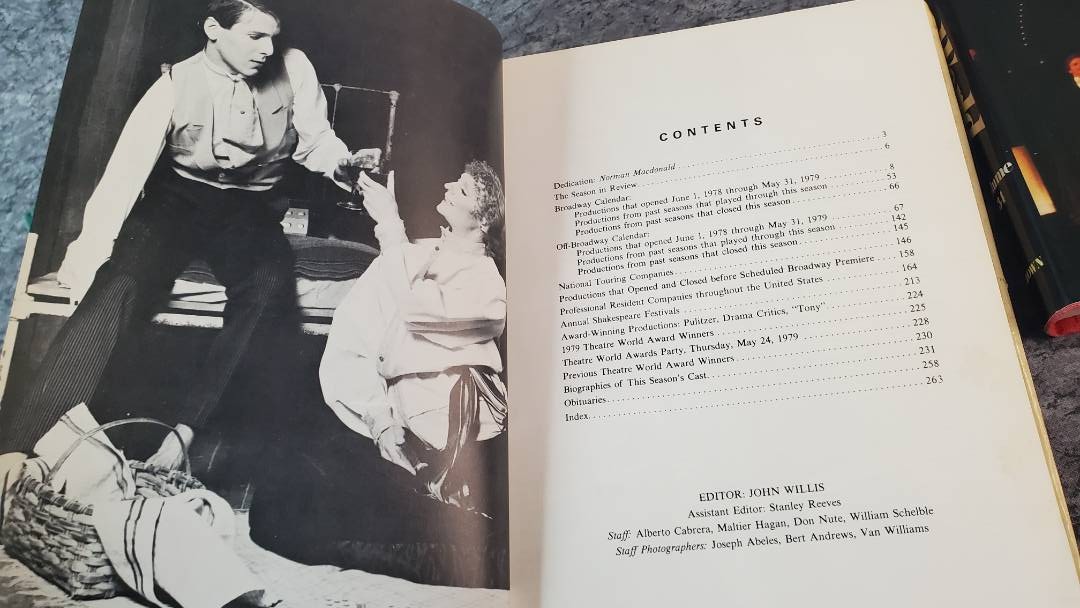 CONTENTS
Dedication: Norman Macdonald 3
The Season in Review 6
Broadway Calendar:
Productions that opened June 1, 1978 through May 31, 1979 8
Productions from past seasons that played through this season 53
Productions from past seasons that closed this season 66
Off-Broadway Calendar:
Productions that opened June 1, 1978 through May 31, 1979 67
Productions from past seasons that played through this season 142
Productions from past seasons that closed this season 145
National Touring Companies 146
Productions that Opened and Closed before Scheduled Broadway Premiere 158
Professional Resident Companies throughout the United States 164
Annual Shakespeare Festivals 213
Award-Winning Productions: Pulitzer, Drama Critics, "Tony" 224
1979 Theatre World Award Winners 225
Theatre World Awards Party, Thursday, May 24, 1979 228
Previous Theatre World Award Winners 230
Biographies of This Season's Cast 231
Obituaries 258
Index 263
EDITOR: JOHN WILLIS
Assistant Editor: Stanley Reeves
Staff: Alberto Cabrera, Maltier Hagan, Don Nute, William Schelble
Staff Photographers: Joseph Abeles, Bert Andrews, Van Williams